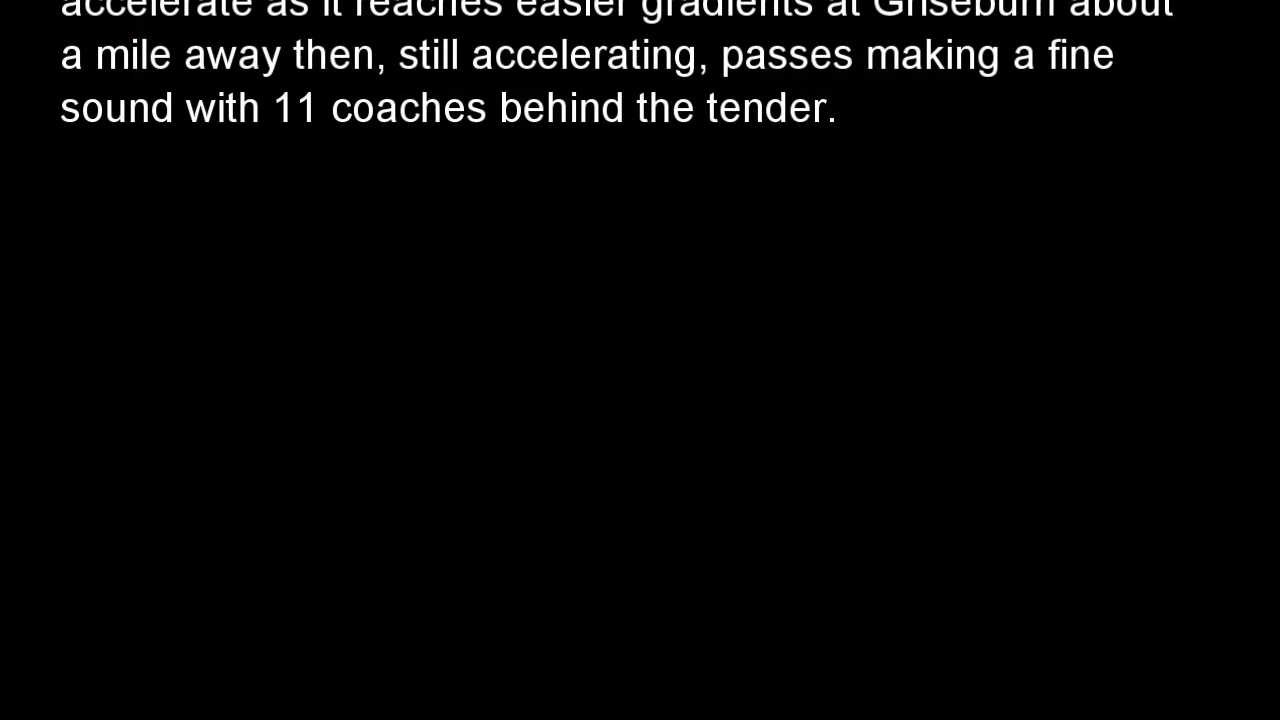 accelerate as it reaches easier gradients at Griseburn about
a mile away then, still accelerating, passes making a fine
sound with 11 coaches behind the tender.